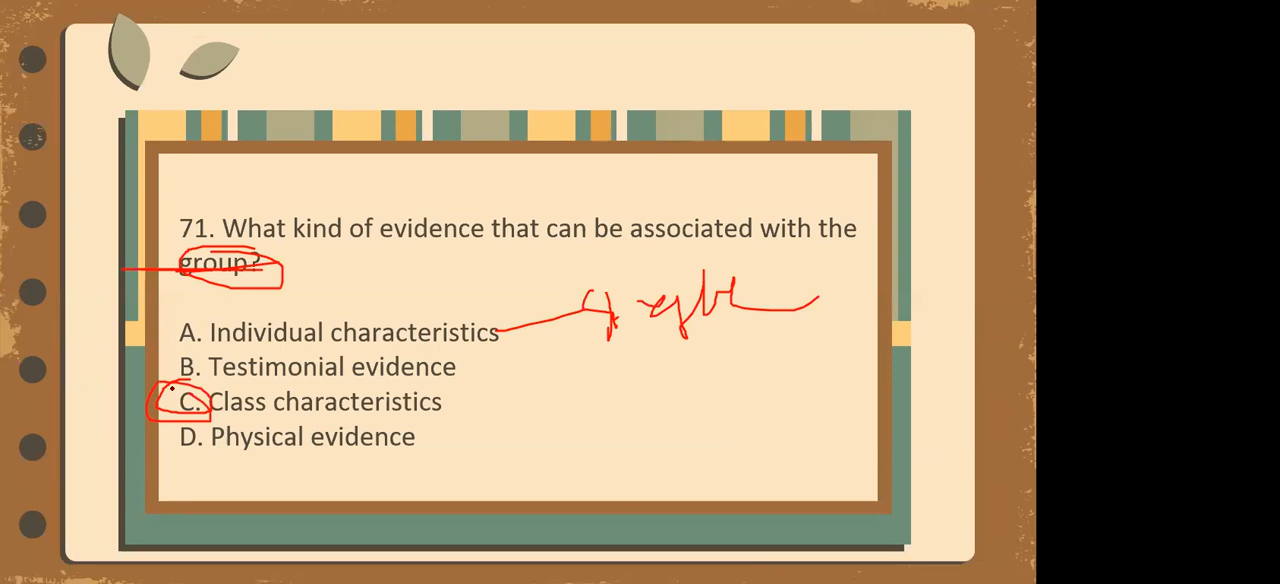 71. What kind of evidence that can be associated with the
group?
A. Individual characteristics
B. Testimonial evidence
C. Class characteristics
D. Physical evidence